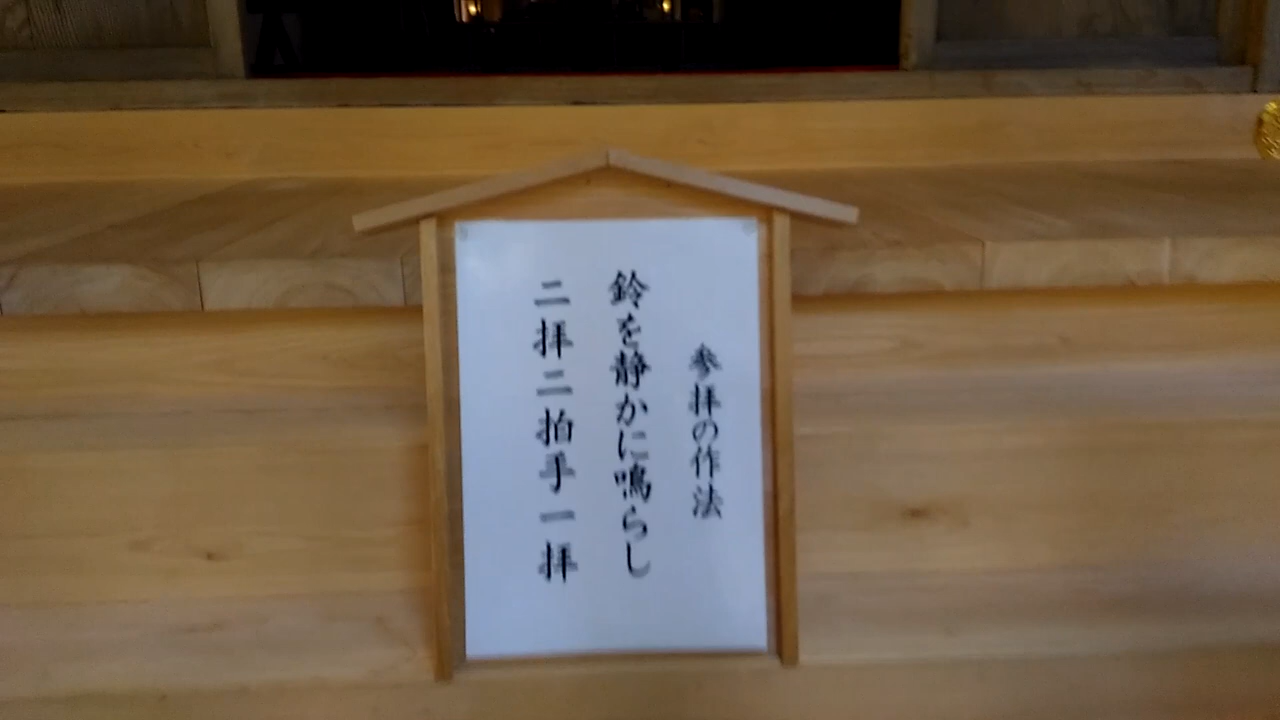 参拝の作法
鈴を静かに鳴らし
二拝二拍手一拝